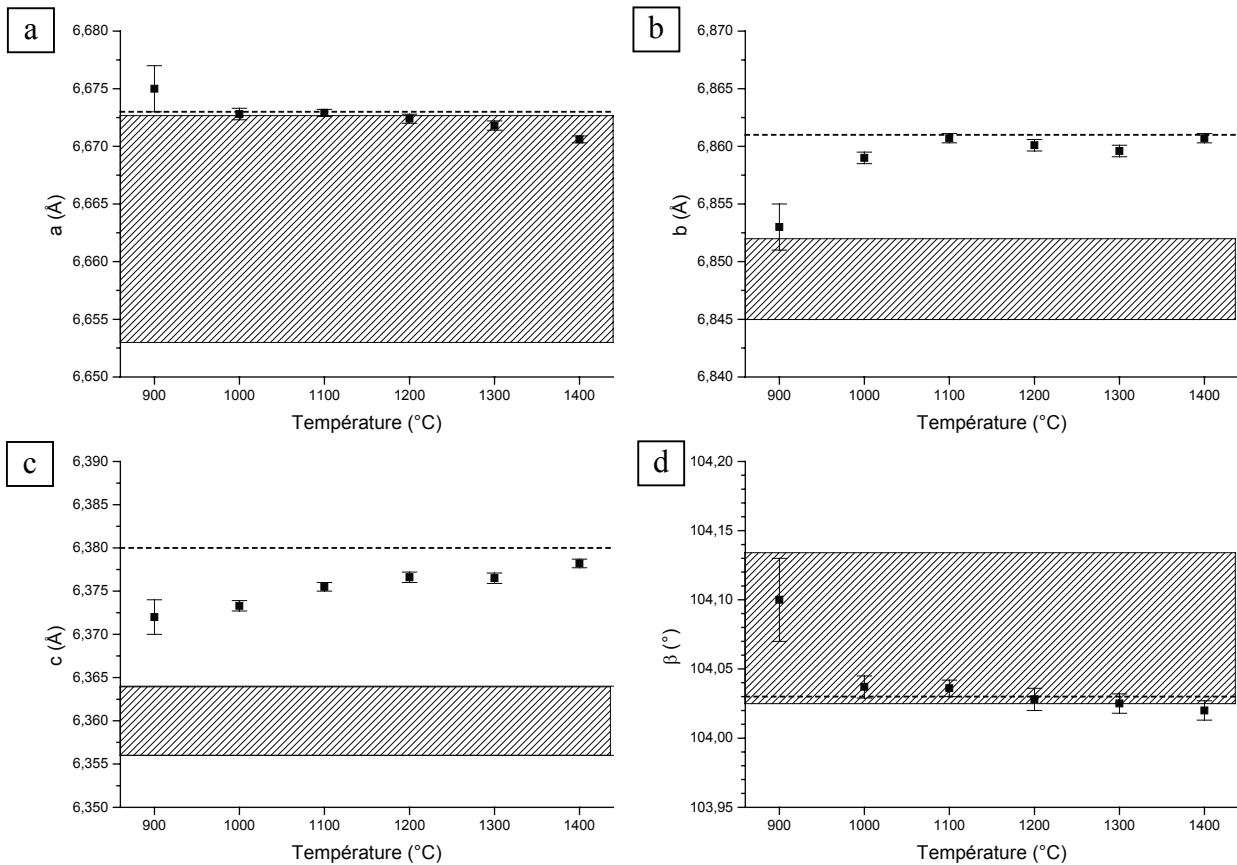 a
6,680
6,675
6,670
6,665
6,660
6,655
6,650
a (Å)
900 1000 1100 1200 1300 1400
Température (°C)
b
6,870
6,865
6,860
6,855
6,850
6,845
6,840
b (Å)
900 1000 1100 1200 1300 1400
Température (°C)
c
6,390
6,385
6,380
6,375
6,370
6,365
6,360
6,355
6,350
c (Å)
900 1000 1100 1200 1300 1400
Température (°C)
d
104,20
104,15
104,10
104,05
104,00
103,95
β (°)
900 1000 1100 1200 1300 1400
Température (°C)